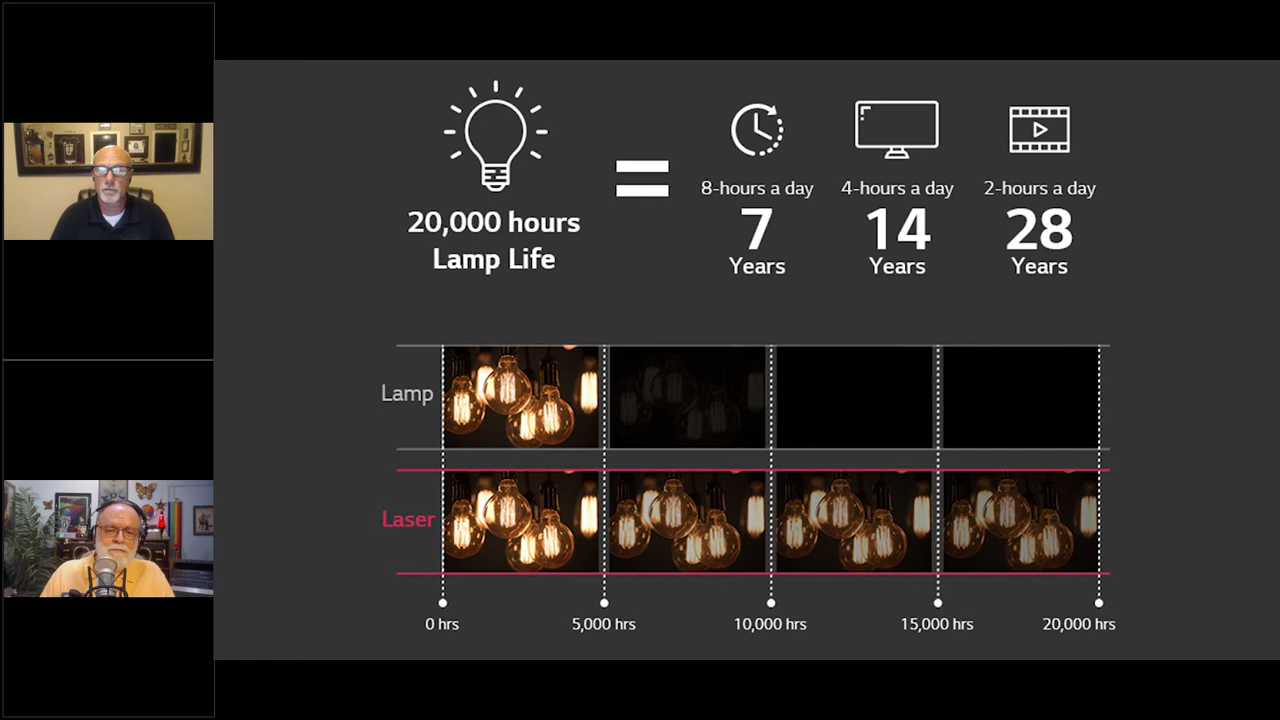 20,000 hours
Lamp Life
8-hours a day
7
Years
4-hours a day
14
Years
2-hours a day
28
Years
Lamp
Laser
0 hrs
5,000 hrs
10,000 hrs
15,000 hrs
20,000 hrs